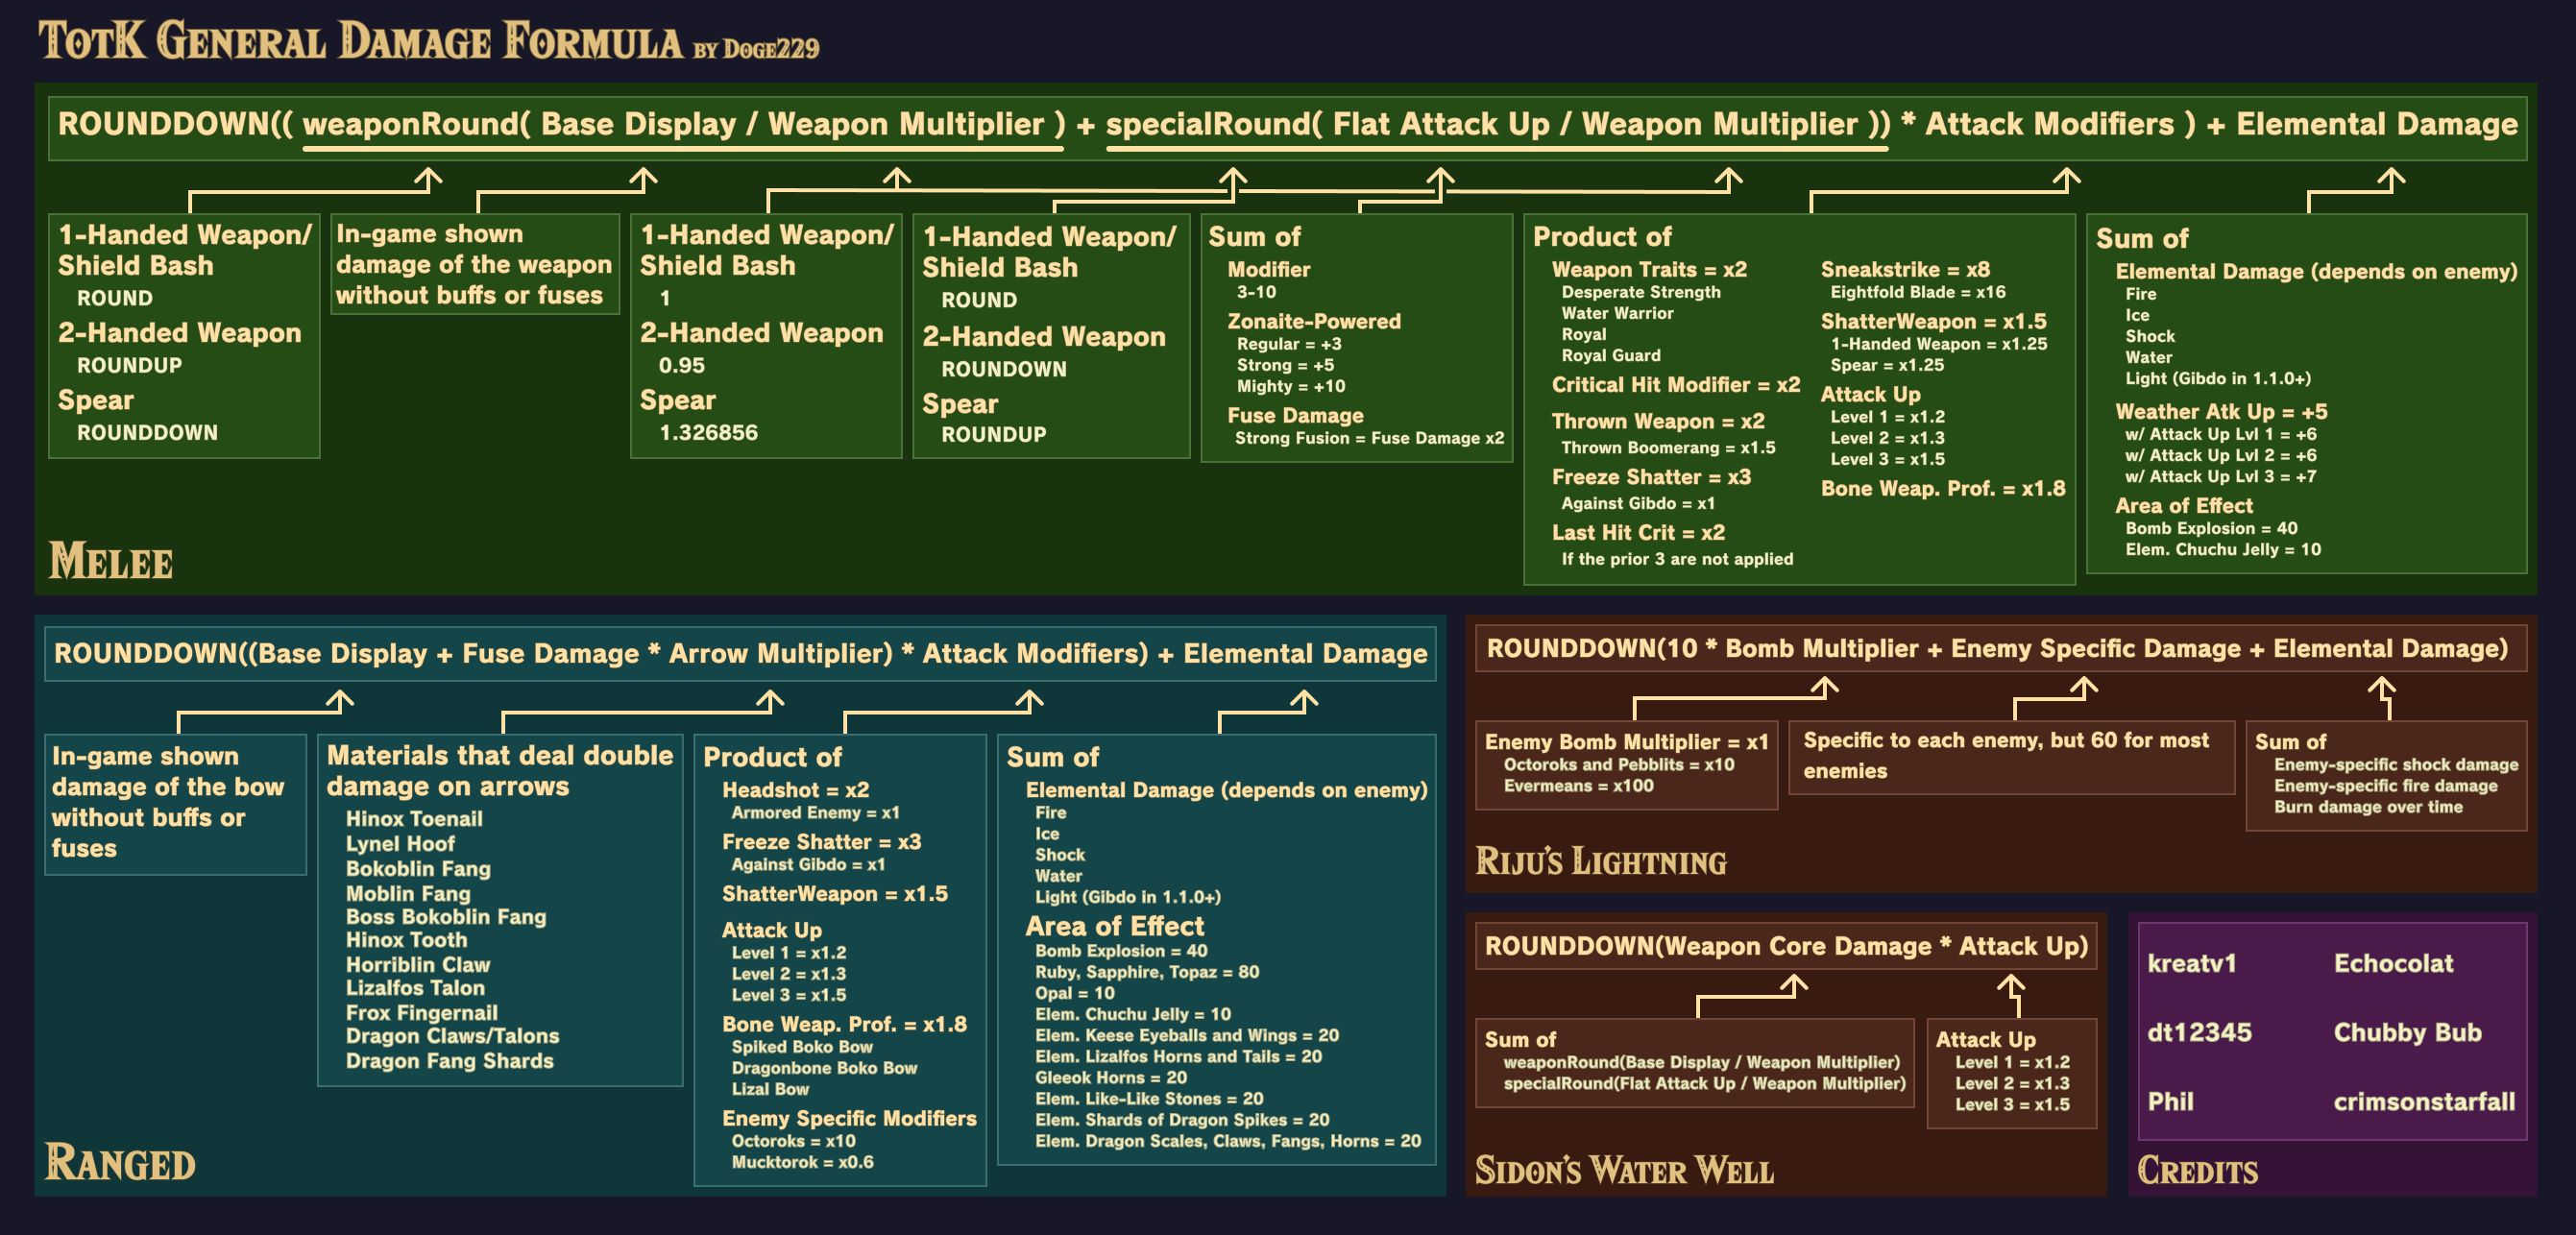 TotK General Damage Formula by Doge229
ROUNDDOWN(( weaponRound( Base Display / Weapon Multiplier ) + specialRound( Flat Attack Up / Weapon Multiplier )) * Attack Modifiers ) + Elemental Damage
1-Handed Weapon/
Shield Bash
ROUND
2-Handed Weapon
ROUNDUP
Spear
ROUNDDOWN
In-game shown
damage of the weapon
without buffs or fuses
1-Handed Weapon/
Shield Bash
1
2-Handed Weapon
0.95
Spear
1.326856
1-Handed Weapon/
Shield Bash
ROUND
2-Handed Weapon
ROUNDOWN
Spear
ROUNDUP
Sum of
Modifier
3-10
Zonaite-Powered
Regular = +3
Strong = +5
Mighty = +10
Fuse Damage
Strong Fusion = Fuse Damage x2
Product of
Weapon Traits = x2
Desperate Strength
Water Warrior
Royal
Royal Guard
Critical Hit Modifier = x2
Thrown Weapon = x2
Thrown Boomerang = x1.5
Freeze Shatter = x3
Against Gibdo = x1
Last Hit Crit = x2
If the prior 3 are not applied
Sneakstrike = x8
Eightfold Blade = x16
ShatterWeapon = x1.5
1-Handed Weapon = x1.25
Spear = x1.25
Attack Up
Level 1 = x1.2
Level 2 = x1.3
Level 3 = x1.5
Bone Weap. Prof. = x1.8
Sum of
Elemental Damage (depends on enemy)
Fire
Ice
Shock
Water
Light (Gibdo in 1.1.0+)
Weather Atk Up = +5
w/ Attack Up Lvl 1 = +6
w/ Attack Up Lvl 2 = +6
w/ Attack Up Lvl 3 = +7
Area of Effect
Bomb Explosion = 40
Elem. Chuchu Jelly = 10
Melee
ROUNDDOWN((Base Display + Fuse Damage * Arrow Multiplier) * Attack Modifiers) + Elemental Damage
In-game shown
damage of the bow
without buffs or
fuses
Materials that deal double
damage on arrows
Hinox Toenail
Lynel Hoof
Bokoblin Fang
Moblin Fang
Boss Bokoblin Fang
Hinox Tooth
Horriblin Claw
Lizalfos Talon
Frox Fingernail
Dragon Claws/Talons
Dragon Fang Shards
Product of
Headshot = x2
Armored Enemy = x1
Freeze Shatter = x3
Against Gibdo = x1
ShatterWeapon = x1.5
Attack Up
Level 1 = x1.2
Level 2 = x1.3
Level 3 = x1.5
Bone Weap. Prof. = x1.8
Spiked Boko Bow
Dragonbone Boko Bow
Lizal Bow
Enemy Specific Modifiers
Octoroks = x10
Mucktorok = x0.6
Sum of
Elemental Damage (depends on enemy)
Fire
Ice
Shock
Water
Light (Gibdo in 1.1.0+)
Area of Effect
Bomb Explosion = 40
Ruby, Sapphire, Topaz = 80
Opal = 10
Elem. Chuchu Jelly = 10
Elem. Keese Eyeballs and Wings = 20
Elem. Lizalfos Horns and Tails = 20
Gleeok Horns = 20
Elem. Like-Like Stones = 20
Elem. Shards of Dragon Spikes = 20
Elem. Dragon Scales, Claws, Fangs, Horns = 20
Ranged
ROUNDDOWN(10 * Bomb Multiplier + Enemy Specific Damage + Elemental Damage)
Enemy Bomb Multiplier = x1
Octoroks and Pebblits = x10
Evermeans = x100
Specific to each enemy, but 60 for most
enemies
Sum of
Enemy-specific shock damage
Enemy-specific fire damage
Burn damage over time
Riju's Lightning
ROUNDDOWN(Weapon Core Damage * Attack Up)
Sum of
weaponRound(Base Display / Weapon Multiplier)
specialRound(Flat Attack Up / Weapon Multiplier)
Attack Up
Level 1 = x1.2
Level 2 = x1.3
Level 3 = x1.5
Sidon's Water Well
kreatv1
Echocolat
dt12345
Chubby Bub
Phil
crimsonstarfall
Credits